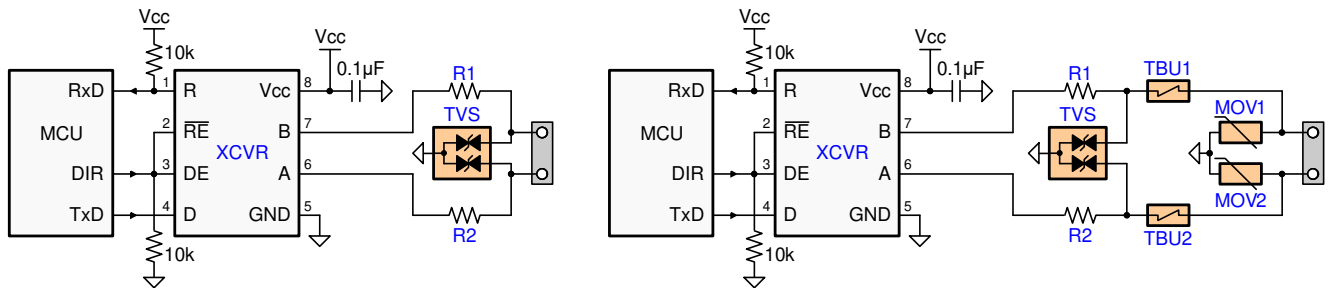 Vcc
10k
Vcc
0.1µF
R1
RxD
1
R
Vcc
8
TVS
MCU
2
RE
B
7
XCVR
DIR
3
DE
A
6
TxD
4
D
GND
5
R2
10k
Vcc
10k
Vcc
0.1µF
R1
TBU1
RxD
1
R
Vcc
8
TVS
MOV1
MCU
2
RE
B
7
XCVR
DIR
3
DE
A
6
MOV2
TxD
4
D
GND
5
R2
TBU2
10k